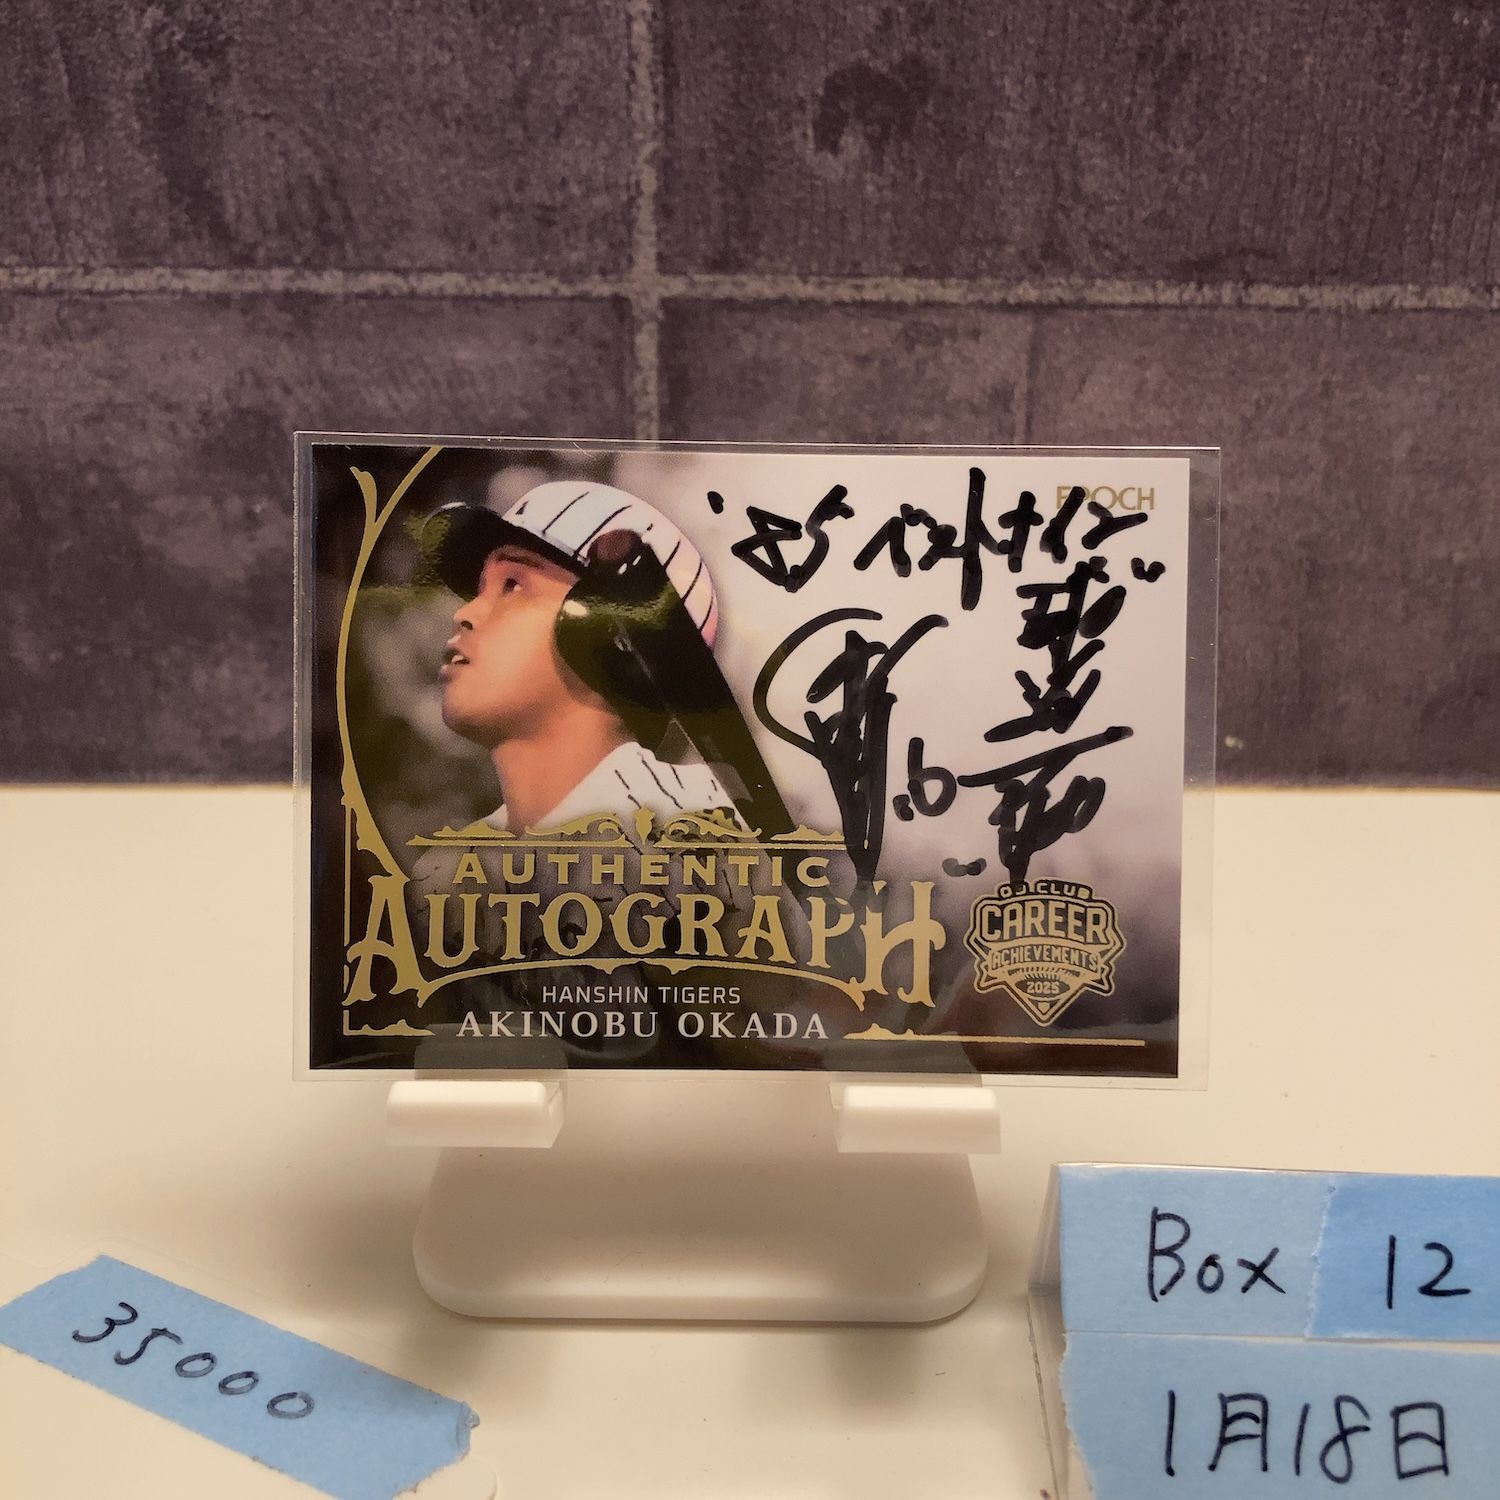 EPOCH
'85 ベストナイン
AUTHENTIC
AUTOGRAPH
HANSHIN TIGERS
AKINOBU OKADA
OB CLUB
CAREER
ACHIEVEMENTS
2025
35000
Box 12
1月18日